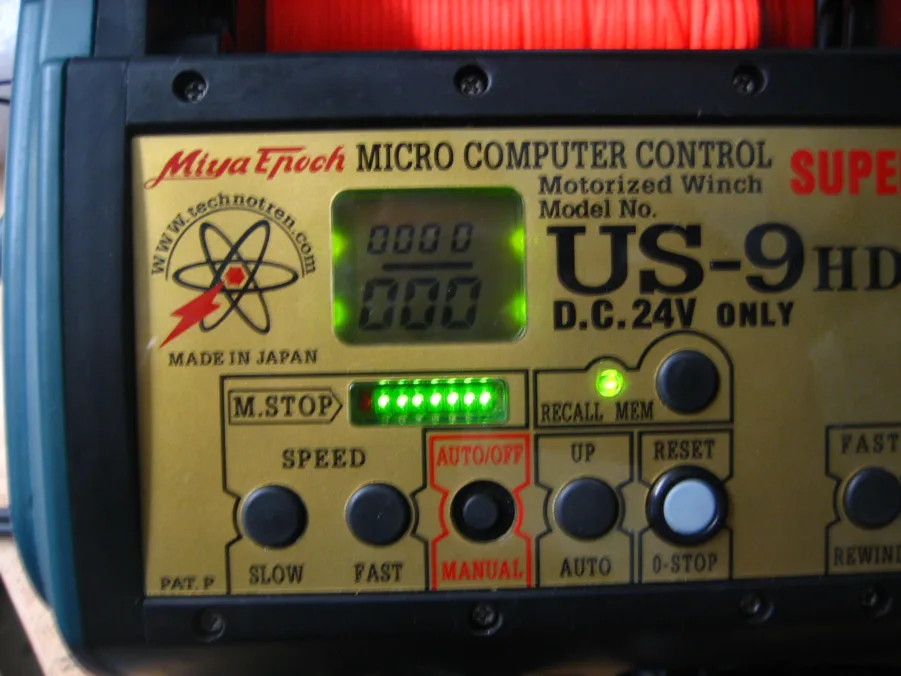 Miya Epoch MICRO COMPUTER CONTROL SUPE
www.technotren.com
Motorized Winch
Model No.
US-9HD
D.C.24V ONLY
0000
000
MADE IN JAPAN
M.STOP
RECALL MEM
SPEED
SLOW FAST
AUTO/OFF
MANUAL
UP
AUTO
RESET
0-STOP
FAST
REWIND
PAT. P